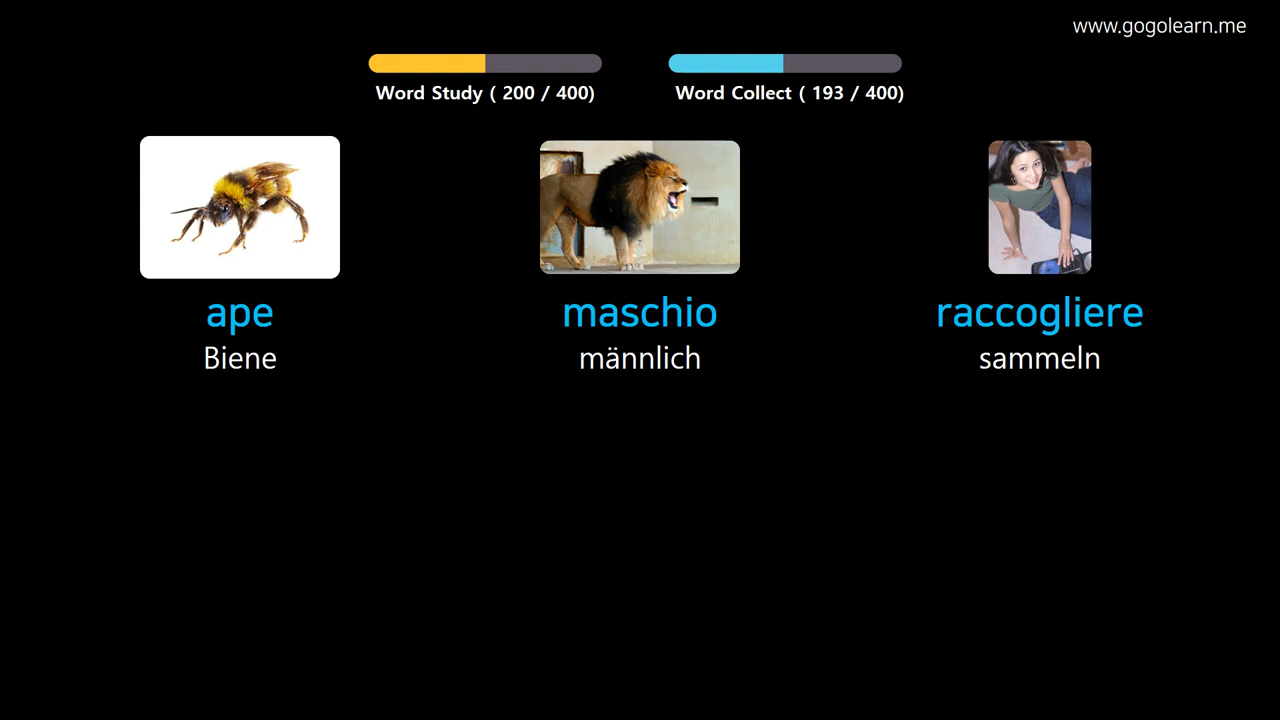 www.gogolearn.me
Word Study ( 200 / 400)
Word Collect ( 193 / 400)
ape
Biene
maschio
männlich
raccogliere
sammeln